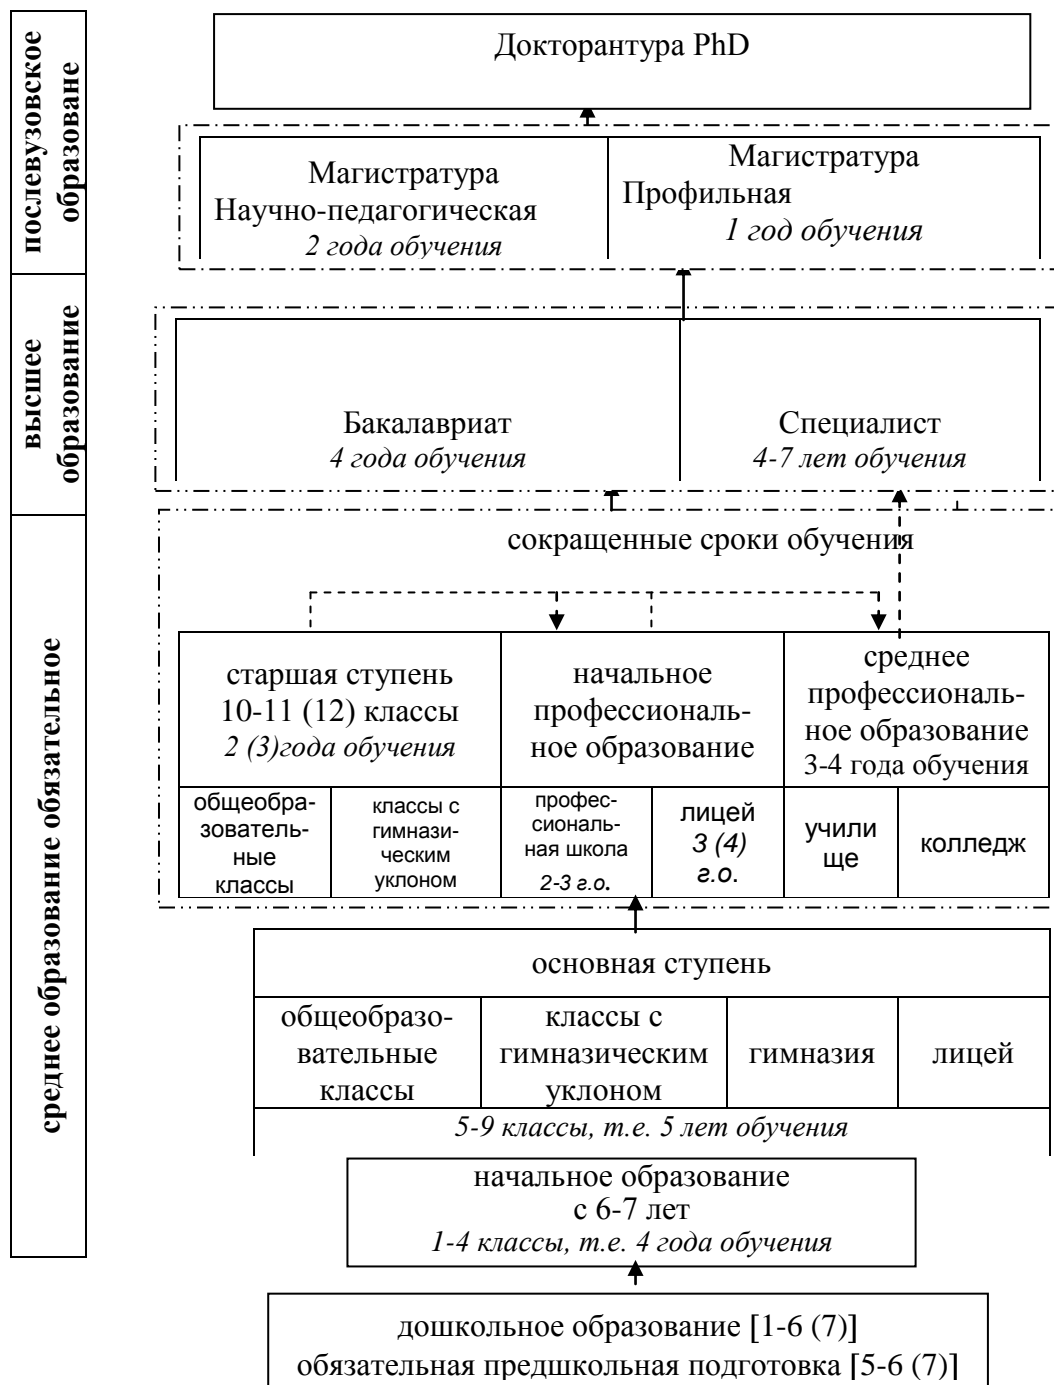 послевузовское
образоване
Докторантура PhD
Магистратура
Научно-педагогическая
2 года обучения
Магистратура
Профильная
1 год обучения
высшее
образование
Бакалавриат
4 года обучения
Специалист
4-7 лет обучения
среднее образование обязательное
сокращенные сроки обучения
старшая ступень
10-11 (12) классы
2 (3)года обучения
начальное
профессиональ-
ное образование
среднее
профессиональ-
ное образование
3-4 года обучения
общеобра-
зователь-
ные
классы
классы с
гимнази-
ческим
уклоном
профес-
сиональ-
ная школа
2-3 г.о.
лицей
3 (4)
г.о.
учили
ще
колледж
основная ступень
общеобразо-
вательные
классы
классы с
гимназическим
уклоном
гимназия
лицей
5-9 классы, т.е. 5 лет обучения
начальное образование
с 6-7 лет
1-4 классы, т.е. 4 года обучения
дошкольное образование [1-6 (7)]
обязательная предшкольная подготовка [5-6 (7)]